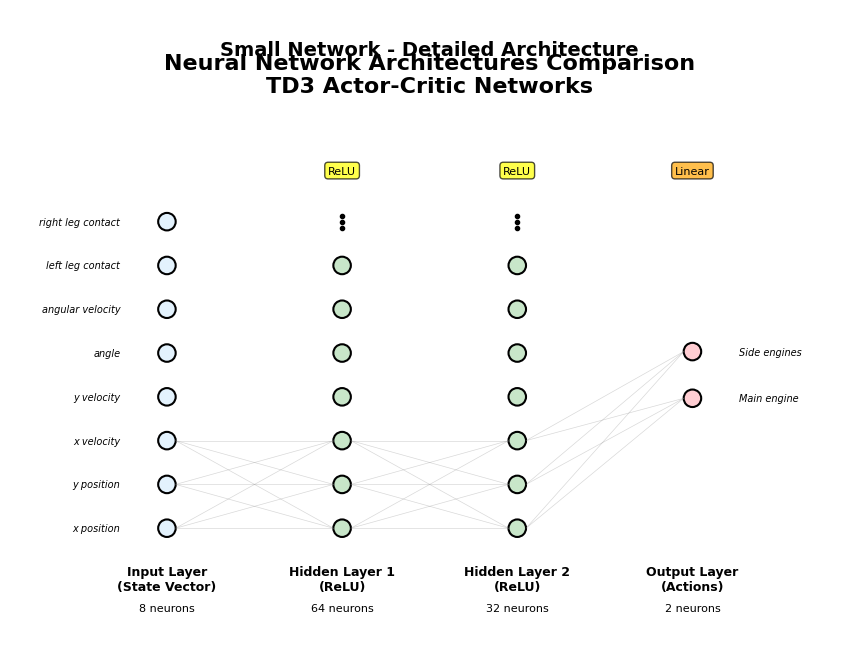 Small Network - Detailed Architecture
Neural Network Architectures Comparison
TD3 Actor-Critic Networks
ReLU
ReLU
Linear
right leg contact
left leg contact
angular velocity
angle
y velocity
x velocity
y position
x position
Side engines
Main engine
Input Layer
(State Vector)
8 neurons
Hidden Layer 1
(ReLU)
64 neurons
Hidden Layer 2
(ReLU)
32 neurons
Output Layer
(Actions)
2 neurons